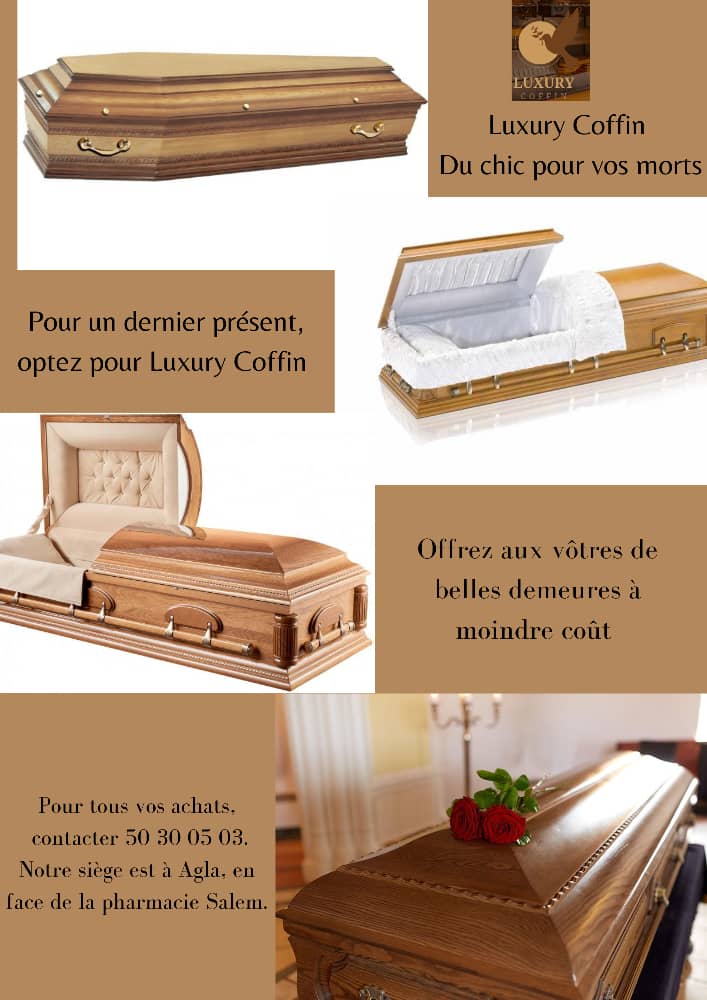 LUXURY
COFFIN
Luxury Coffin
Du chic pour vos morts
Pour un dernier présent,
optez pour Luxury Coffin
Offrez aux vôtres de
belles demeures à
moindre coût
Pour tous vos achats,
contacter 50 30 05 03.
Notre siège est à Agla, en
face de la pharmacie Salem.